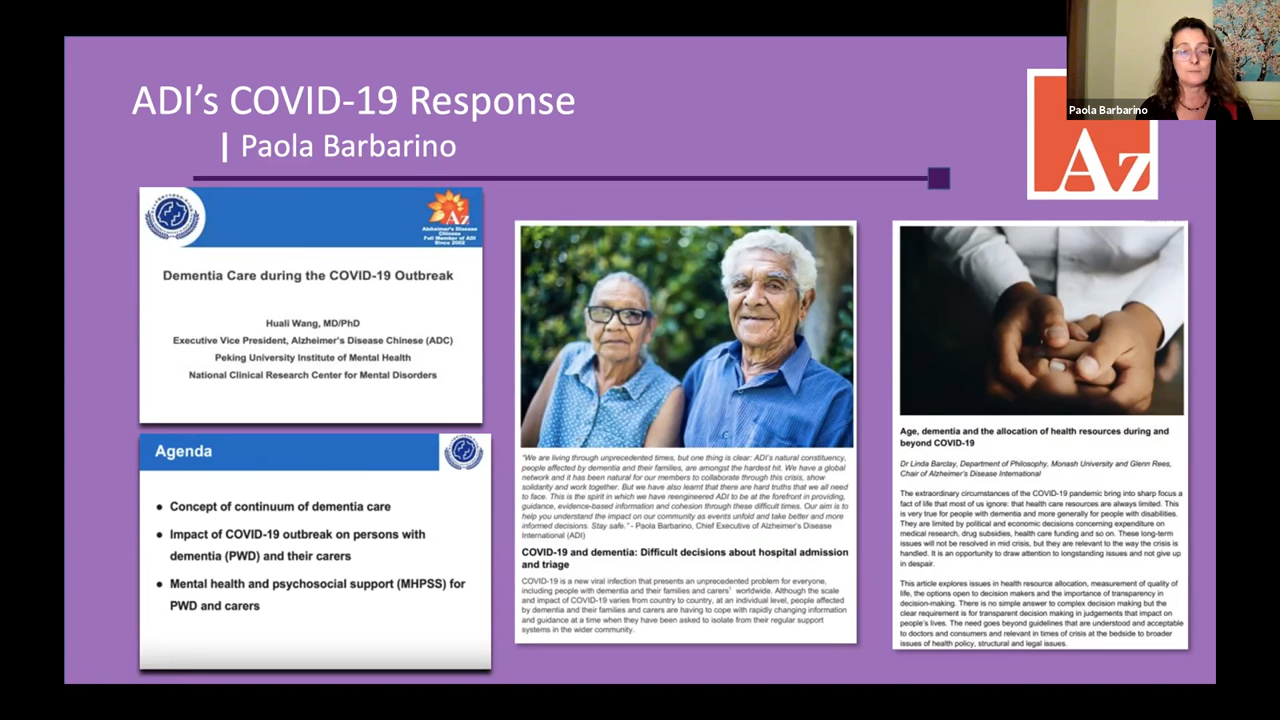 ADI's COVID-19 Response
| Paola Barbarino
Paola Barbarino
Az
Az
Alzheimer's Disease
Chinese
Full Member of ADI
Since 2002
Dementia Care during the COVID-19 Outbreak
Huali Wang, MD/PhD
Executive Vice President, Alzheimer's Disease Chinese (ADC)
Peking University Institute of Mental Health
National Clinical Research Center for Mental Disorders
Agenda
● Concept of continuum of dementia care
● Impact of COVID-19 outbreak on persons with
dementia (PWD) and their carers
● Mental health and psychosocial support (MHPSS) for
PWD and carers
"We are living through unprecedented times, but one thing is clear: ADI's natural constituency,
people affected by dementia and their families, are amongst the hardest hit. We have a global
network and it has been natural for our members to collaborate through this crisis, show
solidarity and work together. But we have also learnt that there are hard truths that we all need
to face. This is the spirit in which we have reengineered ADI to be at the forefront in providing,
guidance, evidence-based information and cohesion through these difficult times. Our aim is to
help you understand the impact on our community as events unfold and take better and more
informed decisions. Stay safe." - Paola Barbarino, Chief Executive of Alzheimer's Disease
International (ADI)
COVID-19 and dementia: Difficult decisions about hospital admission
and triage
COVID-19 is a new viral infection that presents an unprecedented problem for everyone,
including people with dementia and their families and carers¹ worldwide. Although the scale
and impact of COVID-19 varies from country to country, at an individual level, people affected
by dementia and their families and carers are having to cope with rapidly changing information
and guidance at a time when they have been asked to isolate from their regular support
systems in the wider community.
Age, dementia and the allocation of health resources during and
beyond COVID-19
Dr Linda Barclay, Department of Philosophy, Monash University and Glenn Rees,
Chair of Alzheimer's Disease International
The extraordinary circumstances of the COVID-19 pandemic bring into sharp focus a
fact of life that most of us ignore: that health care resources are always limited. This
is very true for people with dementia and more generally for people with disabilities.
They are limited by political and economic decisions concerning expenditure on
medical research, drug subsidies, health care funding and so on. These long-term
issues will not be resolved in mid crisis, but they are relevant to the way the crisis is
handled. It is an opportunity to draw attention to longstanding issues and not give up
in despair.
This article explores issues in health resource allocation, measurement of quality of
life, the options open to decision makers and the importance of transparency in
decision-making. There is no simple answer to complex decision making but the
clear requirement is for transparent decision making in judgements that impact on
people's lives. The need goes beyond guidelines that are understood and acceptable
to doctors and consumers and relevant in times of crisis at the bedside to broader
issues of health policy, structural and legal issues.